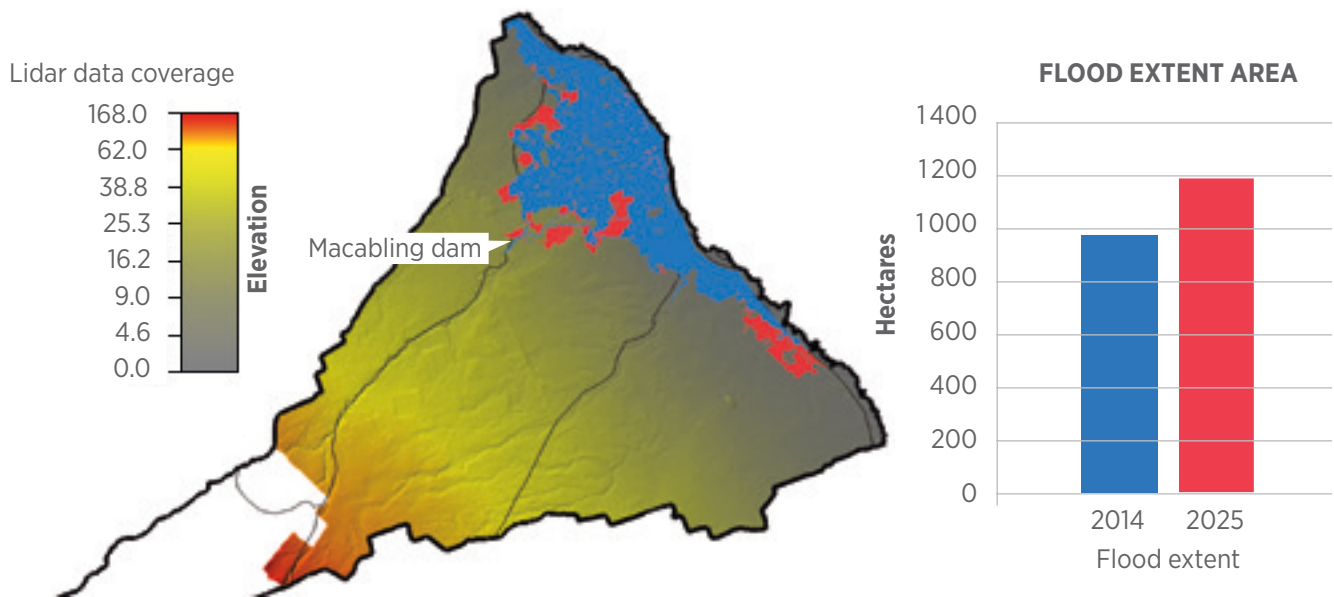 Lidar data coverage
168.0
62.0
38.8
25.3
16.2
9.0
4.6
0.0
Elevation
Macabling dam
FLOOD EXTENT AREA
1400
1200
1000
800
600
400
200
0
Hectares
2014 2025
Flood extent